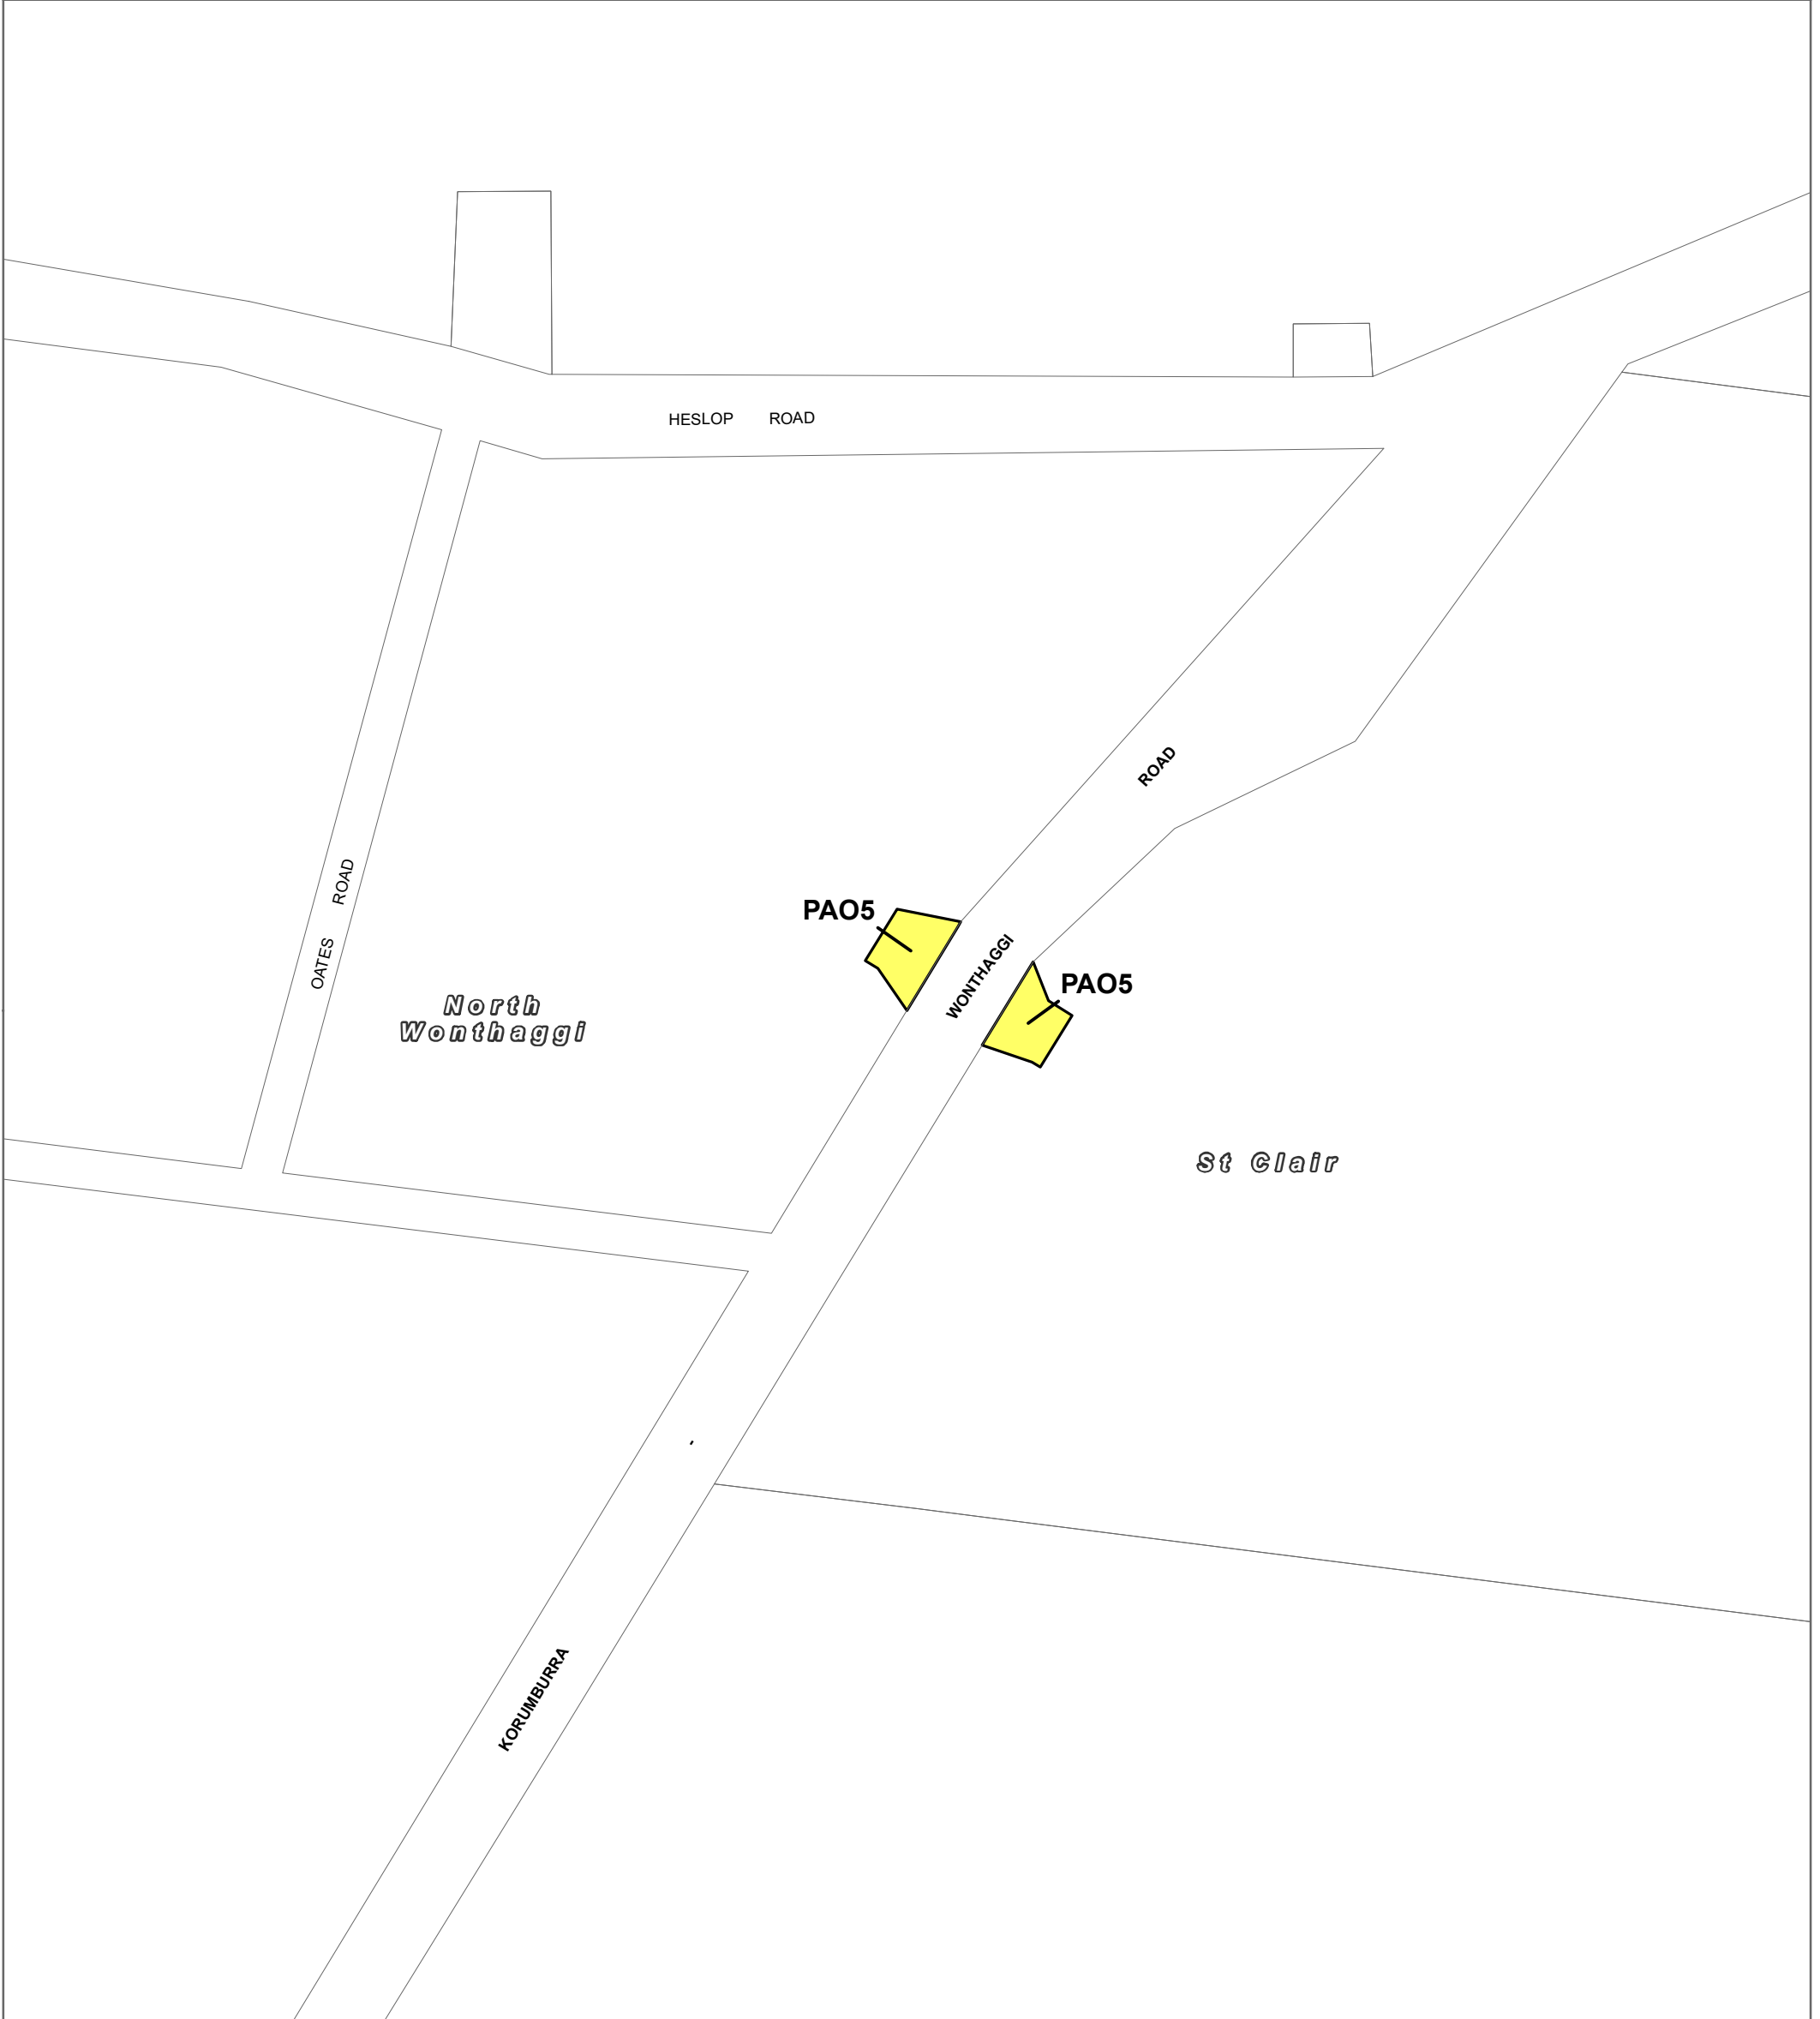 HESLOP ROAD
ROAD
OATES ROAD
PAO5
WONTHAGGI
PAO5
North
Wonthaggi
St Clair
-
KORUMBURRA